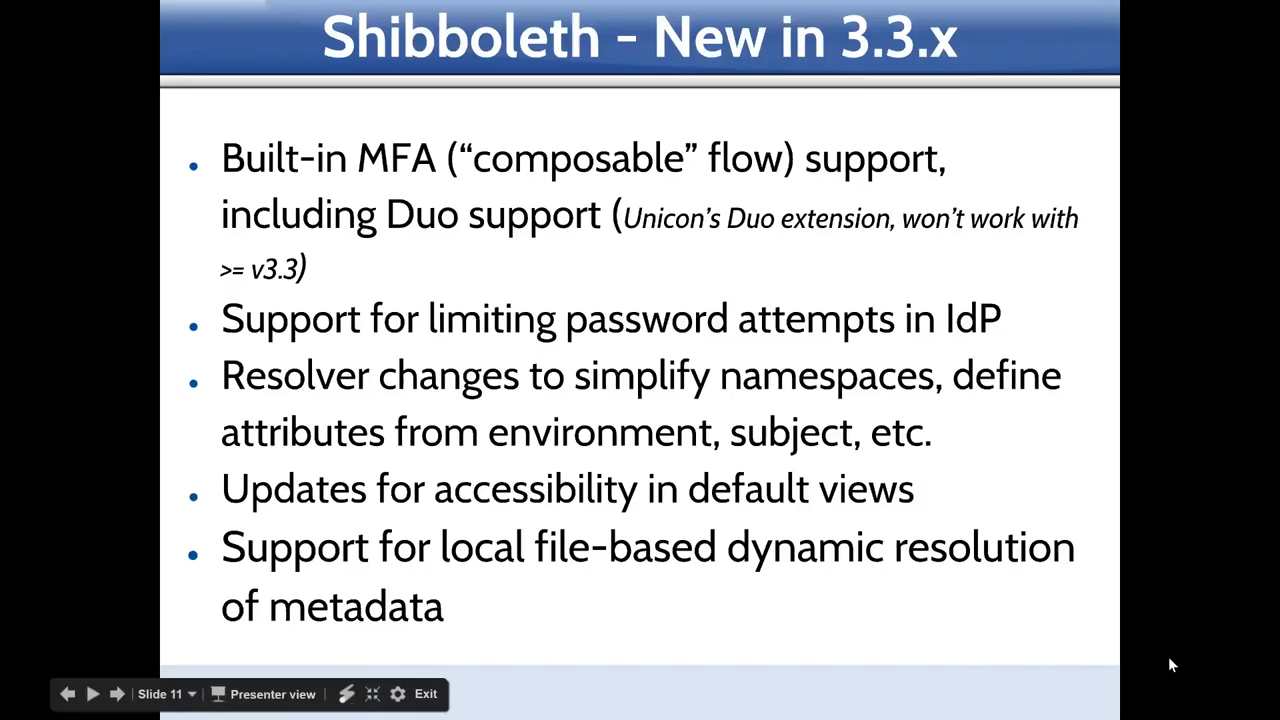 Shibboleth - New in 3.3.x
• Built-in MFA (“composable” flow) support,
including Duo support (Unicon’s Duo extension, won’t work with
>= v3.3)
• Support for limiting password attempts in IdP
• Resolver changes to simplify namespaces, define
attributes from environment, subject, etc.
• Updates for accessibility in default views
• Support for local file-based dynamic resolution
of metadata
Slide 11 Presenter view Exit